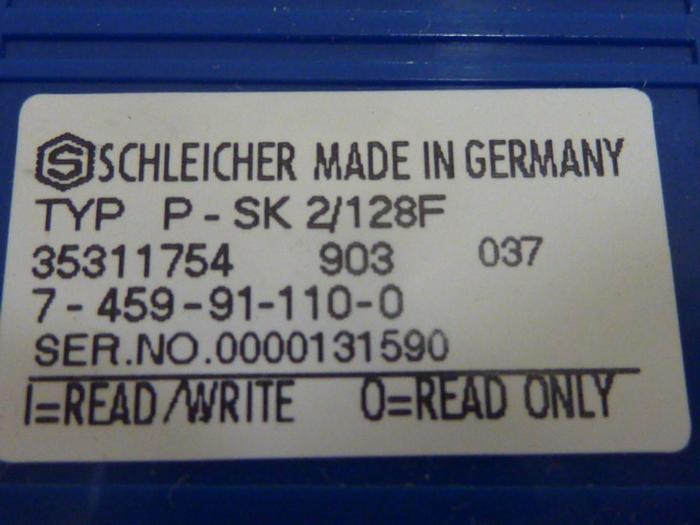 S SCHLEICHER MADE IN GERMANY
TYP P-SK 2/128F
35311754 903 037
7-459-91-110-0
SER.NO.0000131590
I=READ/WRITE 0=READ ONLY